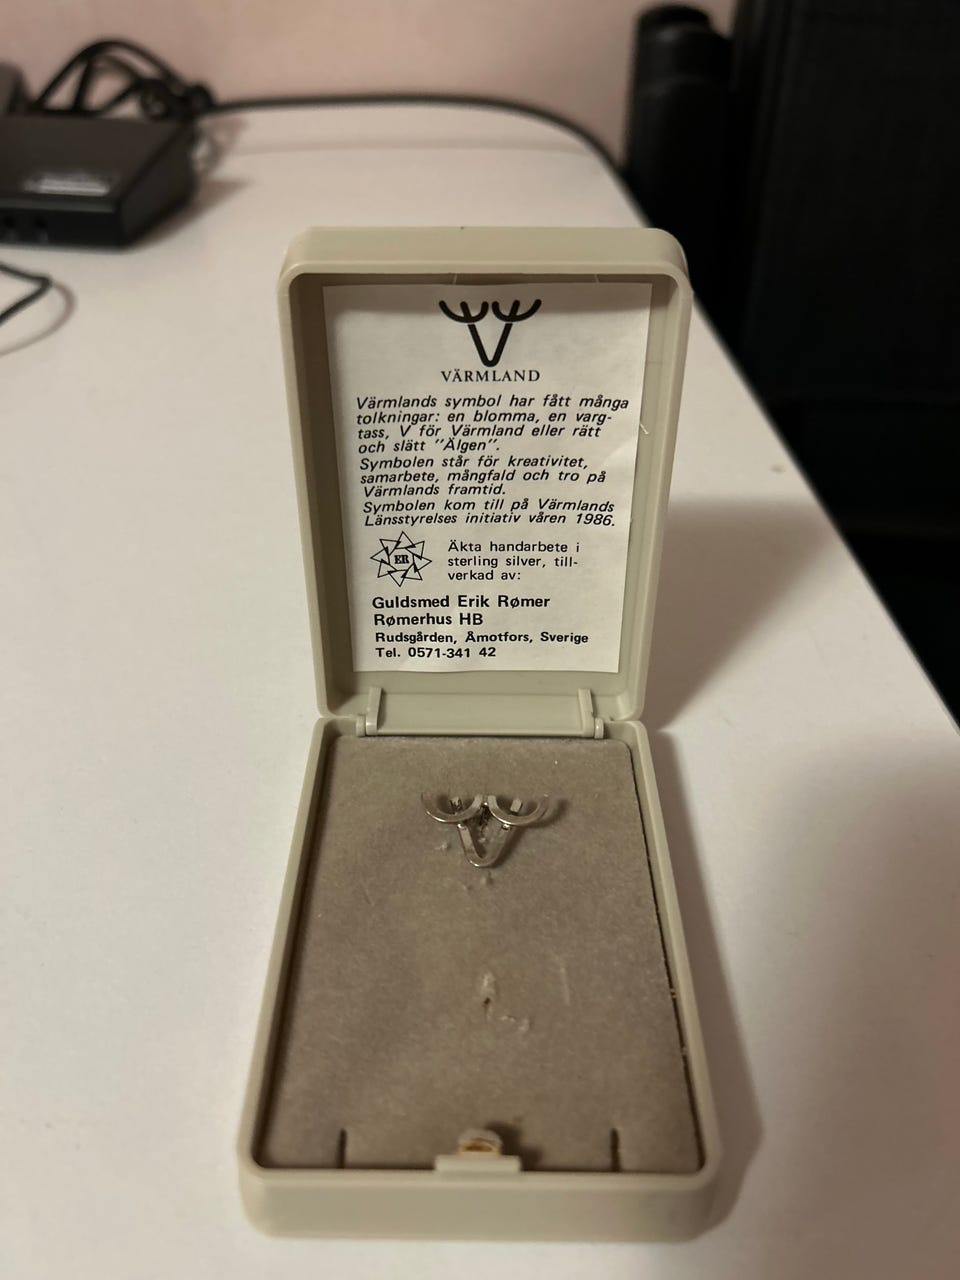 VÄRMLAND
Värmlands symbol har fått många
tolkningar: en blomma, en varg-
tass, V för Värmland eller rätt
och slätt "Älgen".
Symbolen står för kreativitet,
samarbete, mångfald och tro på
Värmlands framtid.
Symbolen kom till på Värmlands
Länsstyrelses initiativ våren 1986.
ER
Äkta handarbete i
sterling silver, till-
verkad av:
Guldsmed Erik Rømer
Rømerhus HB
Rudsgården, Åmotfors, Sverige
Tel. 0571-341 42